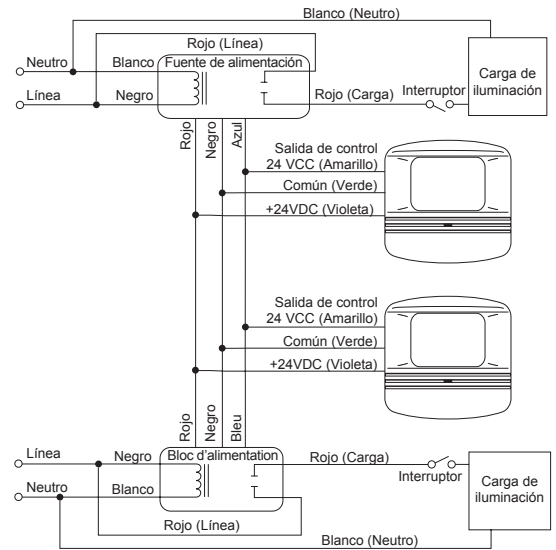 Blanco (Neutro)
Rojo (Línea)
Neutro
Blanco
Fuente de alimentación
Carga de
iluminación
Línea
Negro
Rojo (Carga)
Interruptor
Rojo
Negro
Azul
Salida de control
24 VCC (Amarillo)
Común (Verde)
+24VDC (Violeta)
Salida de control
24 VCC (Amarillo)
Común (Verde)
+24VDC (Violeta)
Rojo
Negro
Bleu
Línea
Negro
Bloc d'alimentation
Rojo (Carga)
Interruptor
Carga de
iluminación
Neutro
Blanco
Rojo (Línea)
Blanco (Neutro)